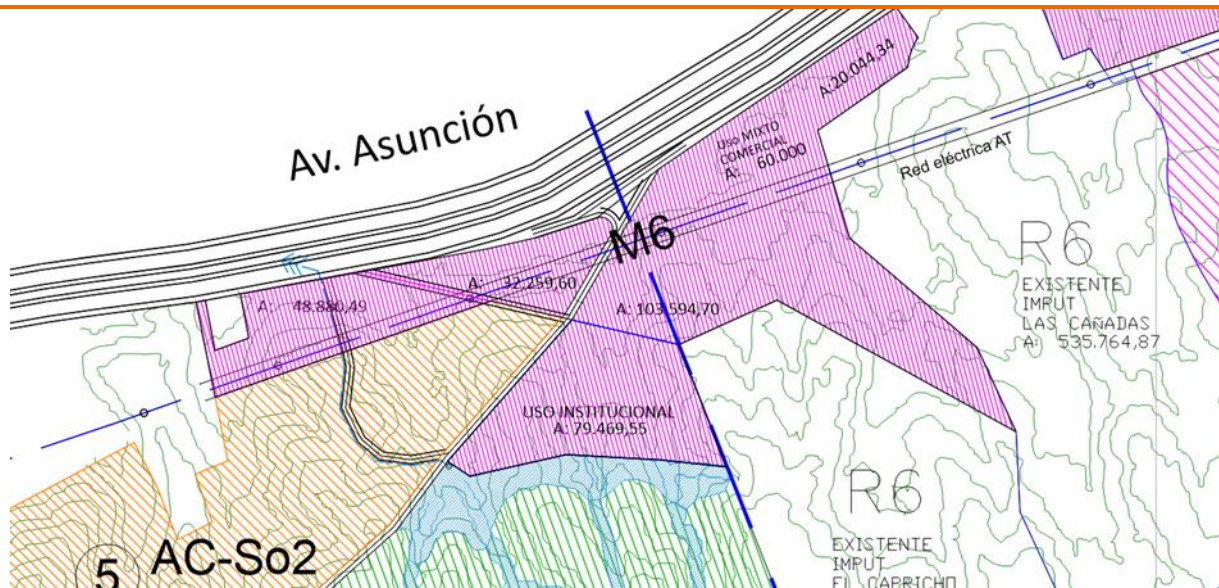 Av. Asunción
A:20.044,34
Uso MIXTO
COMERCIAL
A: 60.000
Red eléctrica AT
M6
A: 32.259,60
A: 48.880,49
A: 103.594,70
R6
EXISTENTE
IMPUT
LAS CAÑADAS
A: 535.764,87
USO INSTITUCIONAL
A: 79.469,55
R6
EXISTENTE
IMPUT
EL CAPRICHO
5 AC-So2